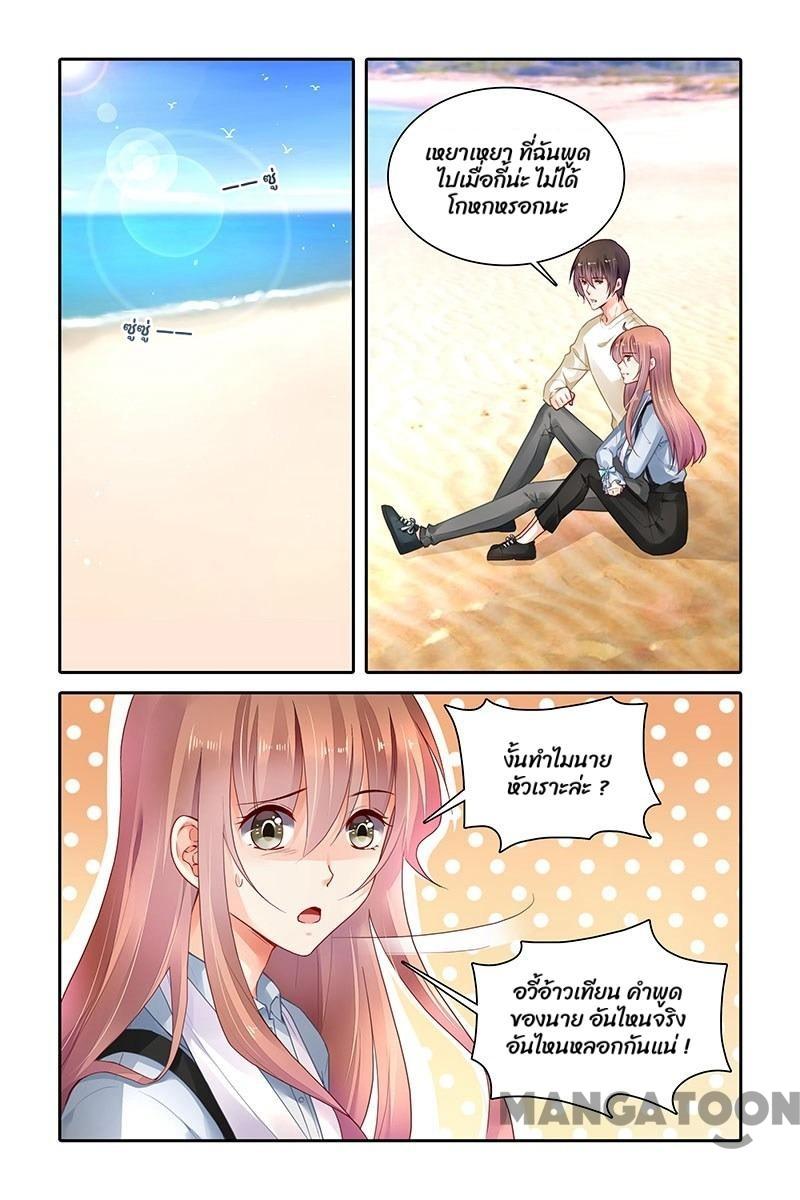 —— ซู่
ซู่ซู่ ——
เหยาเหยา ที่ฉันพูด
ไปเมื่อกี้น่ะ ไม่ได้
โกหกหรอกนะ
งั้นทำไมนาย
หัวเราะล่ะ ?
อวี้อ้าวเทียน คำพูด
ของนาย อันไหนจริง
อันไหนหลอกกันแน่ !
MANGATOON